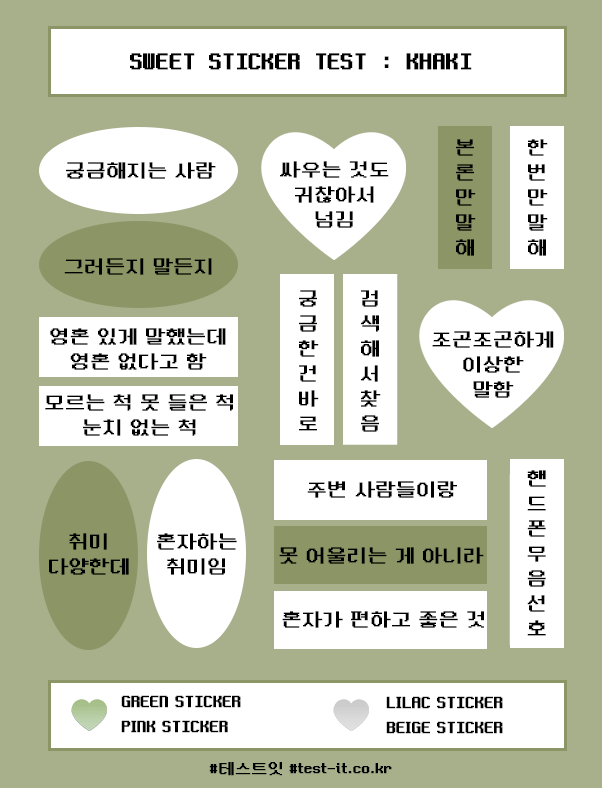 SWEET STICKER TEST : KHAKI
궁금해지는 사람
싸우는 것도
귀찮아서
넘김
본론만말해
한번만말해
그러든지 말든지
영혼 있게 말했는데
영혼 없다고 함
모르는 척 못 들은 척
눈치 없는 척
궁금한건바로
검색해서찾음
조곤조곤하게
이상한
말함
취미
다양한데
혼자하는
취미임
주변 사람들이랑
못 어울리는 게 아니라
혼자가 편하고 좋은 것
핸드폰무음선호
GREEN STICKER
PINK STICKER
LILAC STICKER
BEIGE STICKER
#테스트잇 #test-it.co.kr